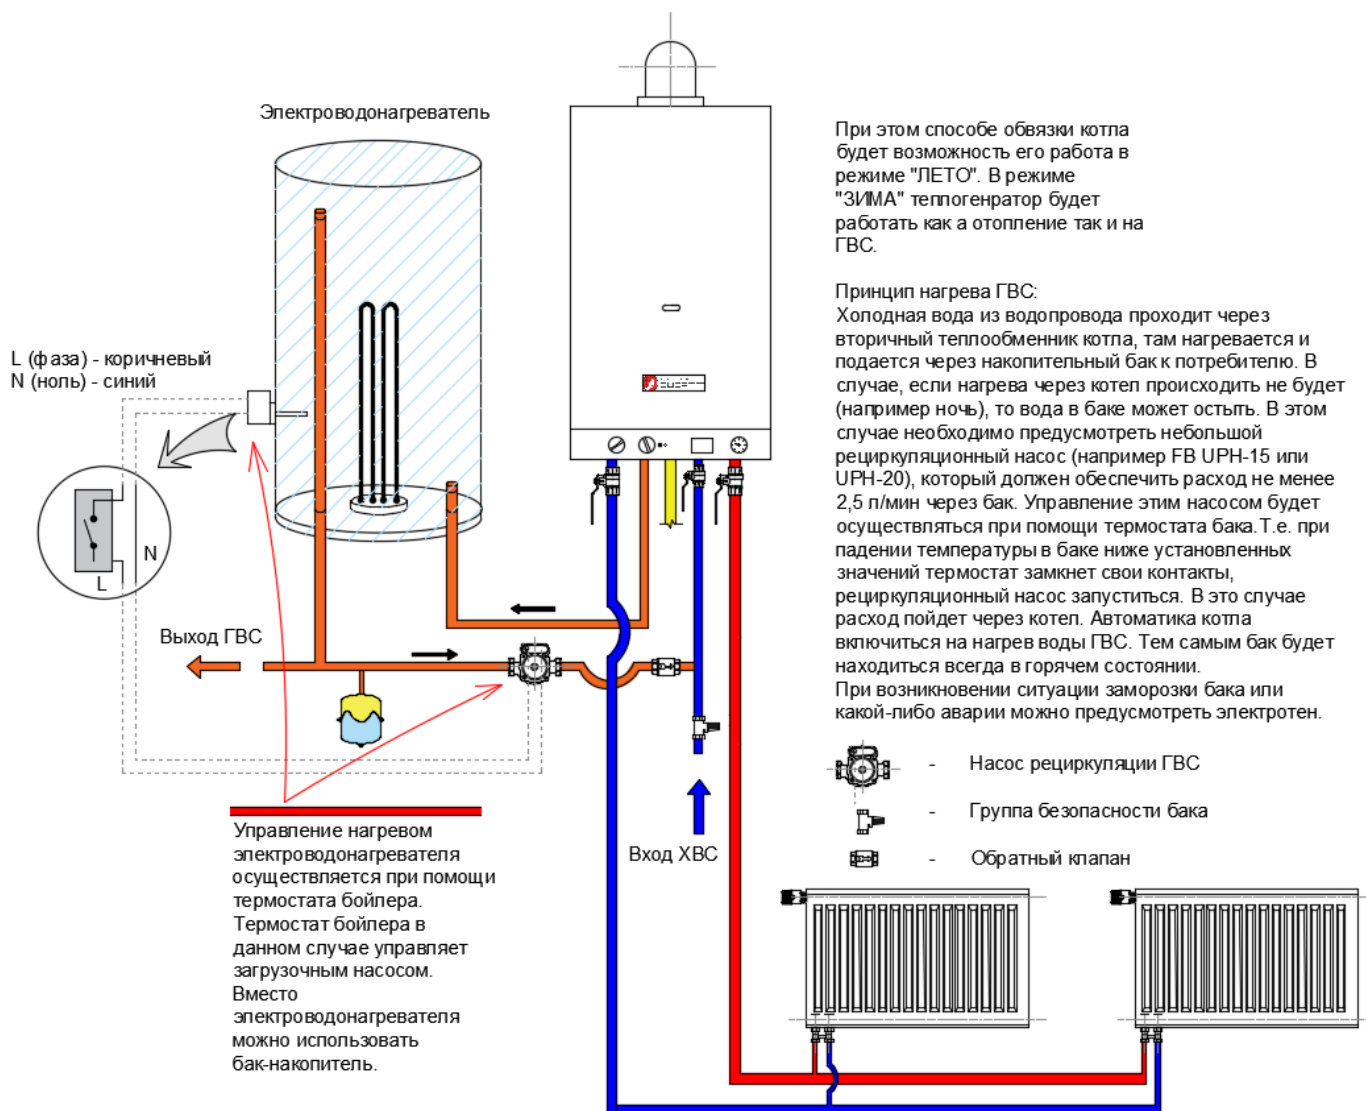 Электроводонагреватель
При этом способе обвязки котла
будет возможность его работа в
режиме "ЛЕТО". В режиме
"ЗИМА" теплогенратор будет
работать как а отопление так и на
ГВС.
Принцип нагрева ГВС:
Холодная вода из водопровода проходит через
вторичный теплообменник котла, там нагревается и
подается через накопительный бак к потребителю. В
случае, если нагрева через котел происходить не будет
(например ночь), то вода в баке может остыть. В этом
случае необходимо предусмотреть небольшой
рециркуляционный насос (например FB UPH-15 или
UPH-20), который должен обеспечить расход не менее
2,5 л/мин через бак. Управление этим насосом будет
осуществляться при помощи термостата бака.Т.е. при
падении температуры в баке ниже установленных
значений термостат замкнет свои контакты,
рециркуляционный насос запуститься. В это случае
расход пойдет через котел. Автоматика котла
включиться на нагрев воды ГВС. Тем самым бак будет
находиться всегда в горячем состоянии.
При возникновении ситуации заморозки бака или
какой-либо аварии можно предусмотреть электротен.
L (фаза) - коричневый
N (ноль) - синий
N
L
Выход ГВС
Вход ХВС
- Насос рециркуляции ГВС
- Группа безопасности бака
- Обратный клапан
Управление нагревом
электроводонагревателя
осуществляется при помощи
термостата бойлера.
Термостат бойлера в
данном случае управляет
загрузочным насосом.
Вместо
электроводонагревателя
можно использовать
бак-накопитель.